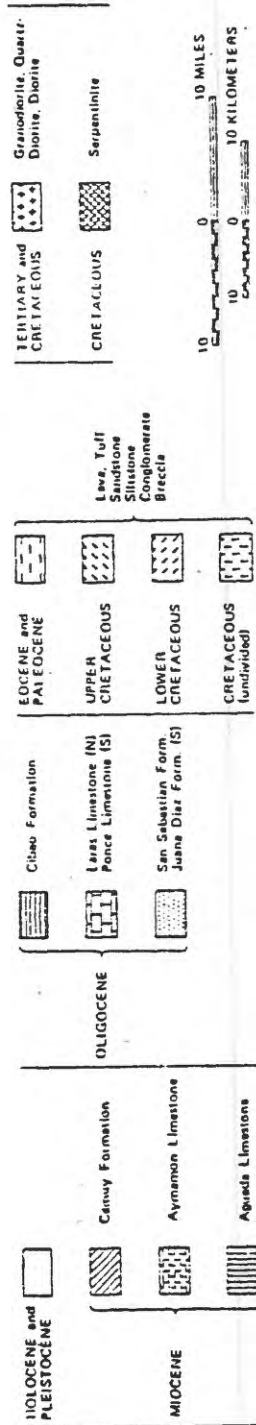 HOLOCENE and
PLEISTOCENE
MIOCENE
Camuy Formation
Aymamon Limestone
Aguada Limestone
OLIGOCENE
Cibao Formation
Lares Limestone (N)
Ponce Limestone (S)
San Sebastian Form.
Juana Diaz Form. (S)
EOCENE and
PALEOCENE
UPPER
CRETACEOUS
LOWER
CRETACEOUS
CRETACEOUS
(undivided)
Lava, Tuff
Sandstone
Siltstone
Conglomerate
Breccia
TERTIARY and
CRETACEOUS
Granodiorite, Quartz-
Diorite, Diorite
CRETACEOUS
Serpentinite
10 0 10 MILES
10 0 10 KILOMETERS